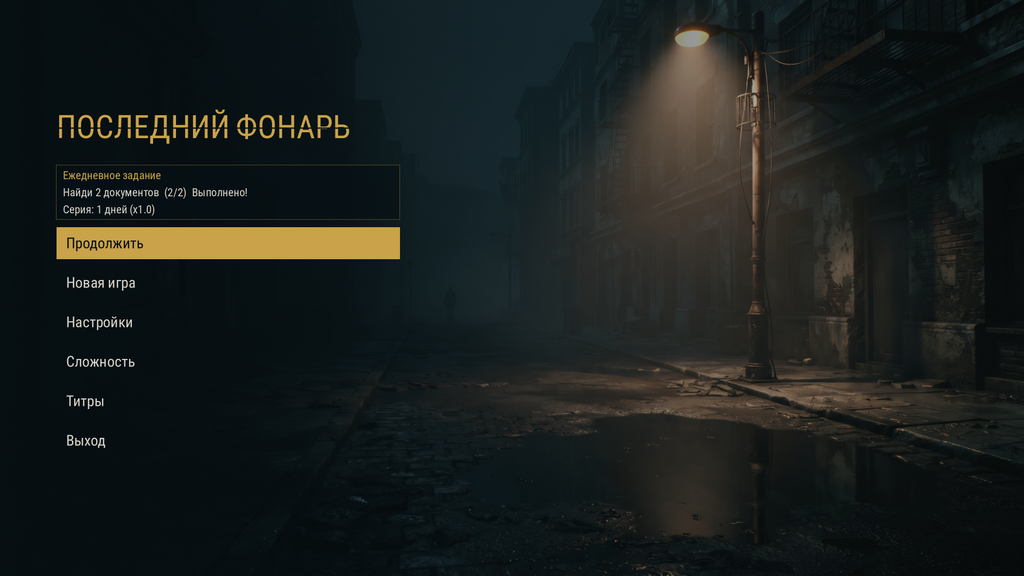 ПОСЛЕДНИЙ ФОНАРЬ
Ежедневное задание
Найди 2 документов (2/2) Выполнено!
Серия: 1 дней (x1.0)
Продолжить
Новая игра
Настройки
Сложность
Титры
Выход